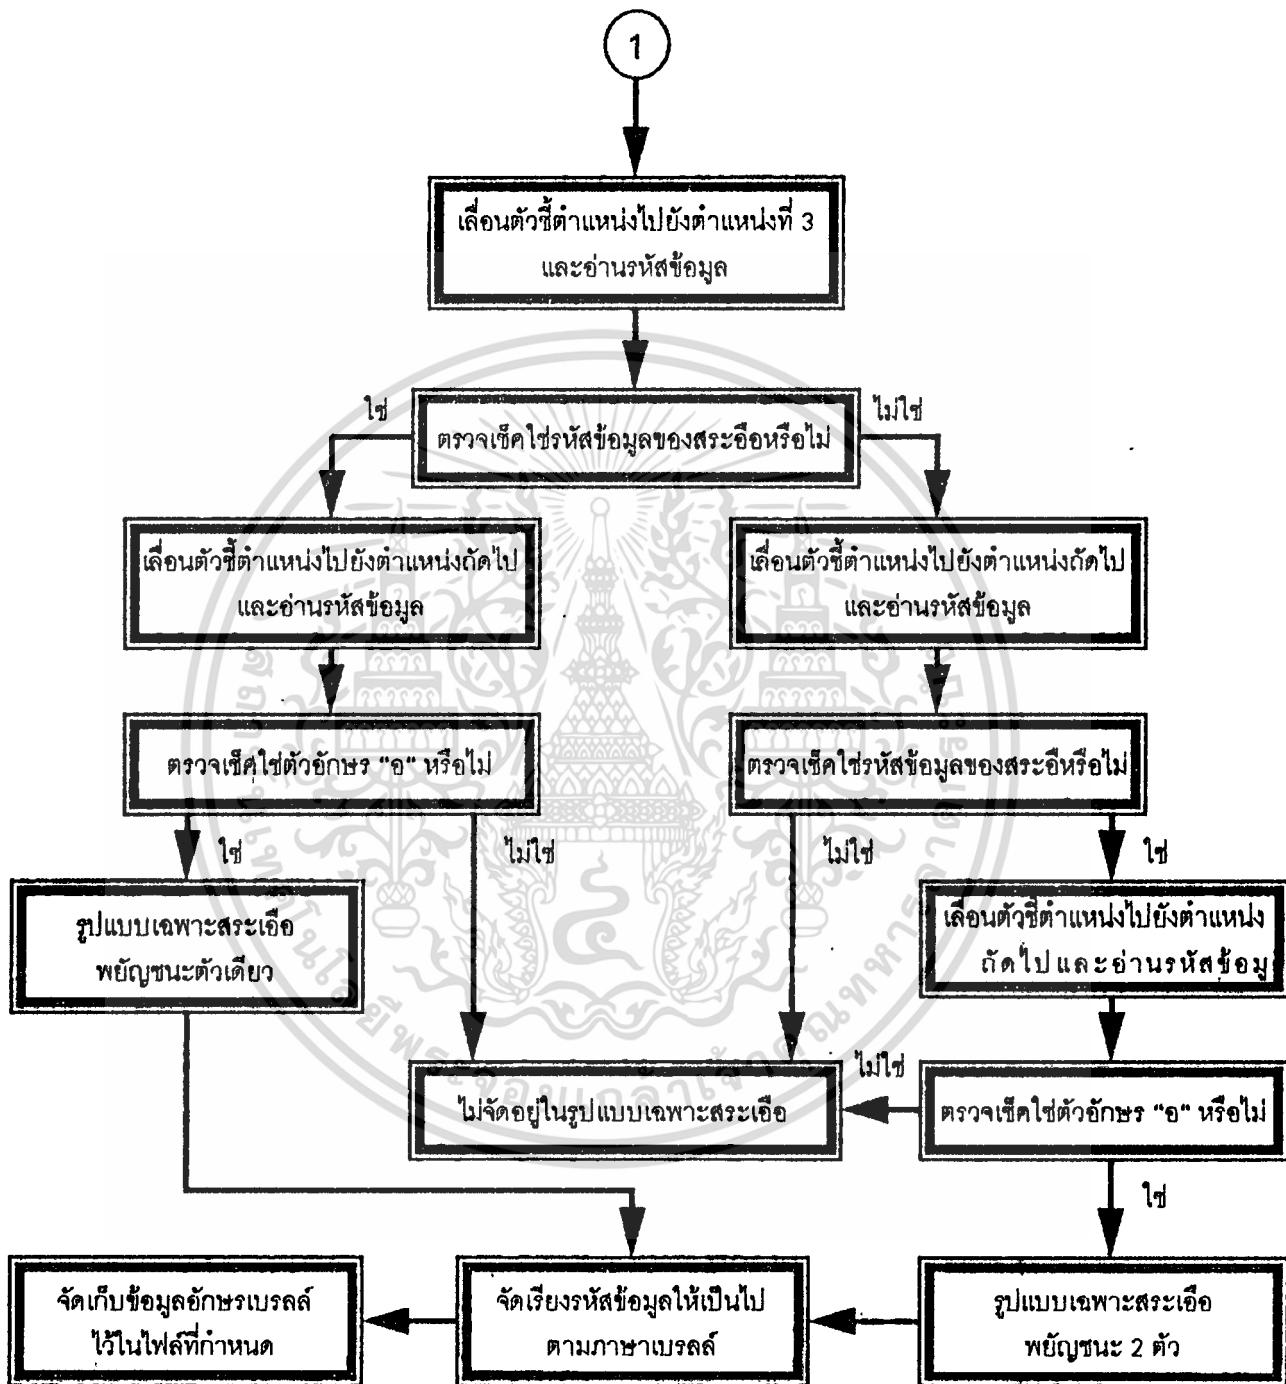 1
เลื่อนตัวชี้ตำแหน่งไปยังตำแหน่งที่ 3
และอ่านรหัสข้อมูล
ใช่
ไม่ใช่
ตรวจเช็คใช่รหัสข้อมูลของสระอือหรือไม่
เลื่อนตัวชี้ตำแหน่งไปยังตำแหน่งถัดไป
และอ่านรหัสข้อมูล
เลื่อนตัวชี้ตำแหน่งไปยังตำแหน่งถัดไป
และอ่านรหัสข้อมูล
ตรวจเช็คใช่ตัวอักษร "อ" หรือไม่
ตรวจเช็คใช่รหัสข้อมูลของสระอีหรือไม่
ใช่
ไม่ใช่
ไม่ใช่
ใช่
รูปแบบเฉพาะสระเอือ
พยัญชนะตัวเดียว
เลื่อนตัวชี้ตำแหน่งไปยังตำแหน่ง
ถัดไปและอ่านรหัสข้อมู
ไม่จัดอยู่ในรูปแบบเฉพาะสระเอือ
ไม่ใช่
ตรวจเช็คใช่ตัวอักษร "อ" หรือไม่
ใช่
จัดเก็บข้อมูลอักษรเบรลล์
ไว้ในไฟล์ที่กำหนด
จัดเรียงรหัสข้อมูลให้เป็นไป
ตามภาษาเบรลล์
รูปแบบเฉพาะสระเอือ
พยัญชนะ 2 ตัว
พระจอมเกล้าเจ้าคุณทหาร